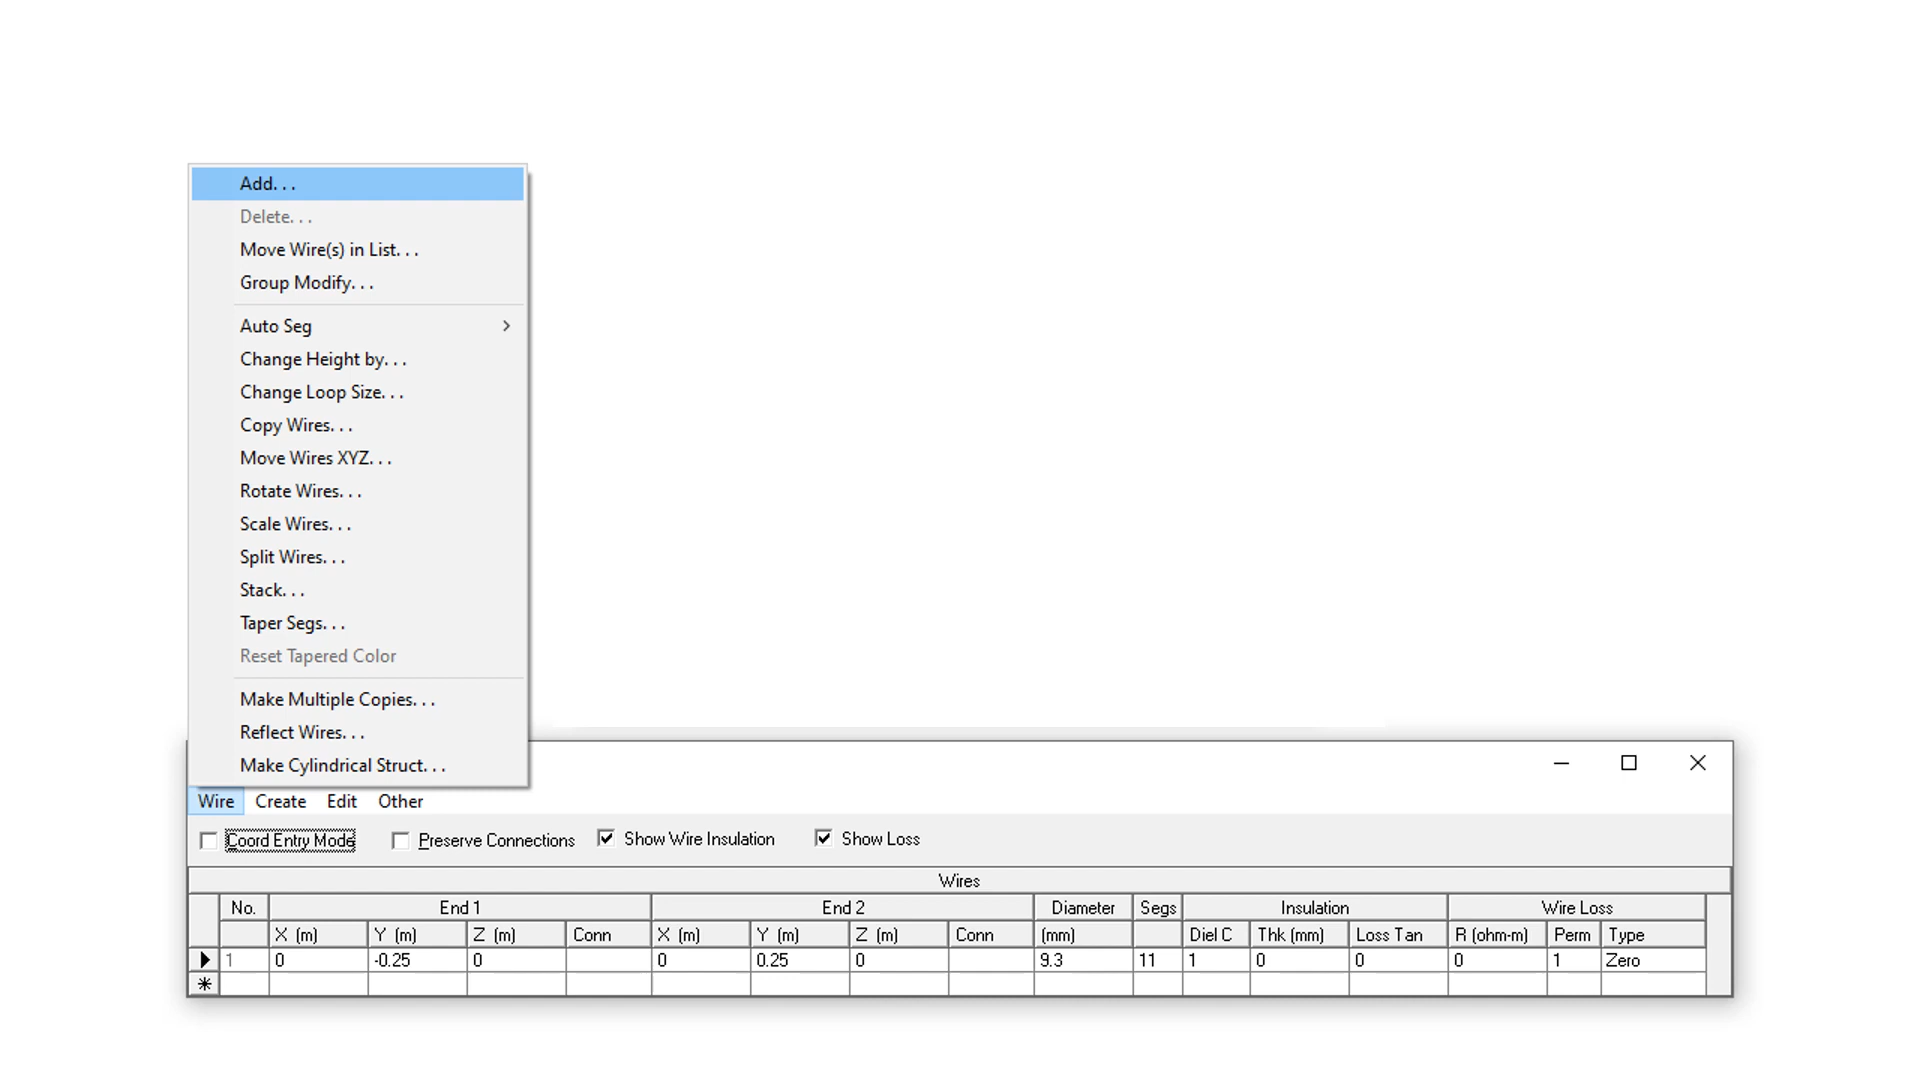 Add. . .
Delete. . .
Move Wire(s) in List. . .
Group Modify. . .
Auto Seg
Change Height by. . .
Change Loop Size. . .
Copy Wires. . .
Move Wires XYZ. . .
Rotate Wires. . .
Scale Wires. . .
Split Wires. . .
Stack. . .
Taper Segs. . .
Reset Tapered Color
Make Multiple Copies. . .
Reflect Wires. . .
Make Cylindrical Struct. . .
Wire Create Edit Other
Coord Entry Mode Preserve Connections Show Wire Insulation Show Loss
Wires
No. End 1 End 2 Diameter Segs Insulation Wire Loss
X (m) Y (m) Z (m) Conn X (m) Y (m) Z (m) Conn (mm) Diel C Thk (mm) Loss Tan R (ohm-m) Perm Type
1 0 -0.25 0 0 0.25 0 9.3 11 1 0 0 0 1 Zero